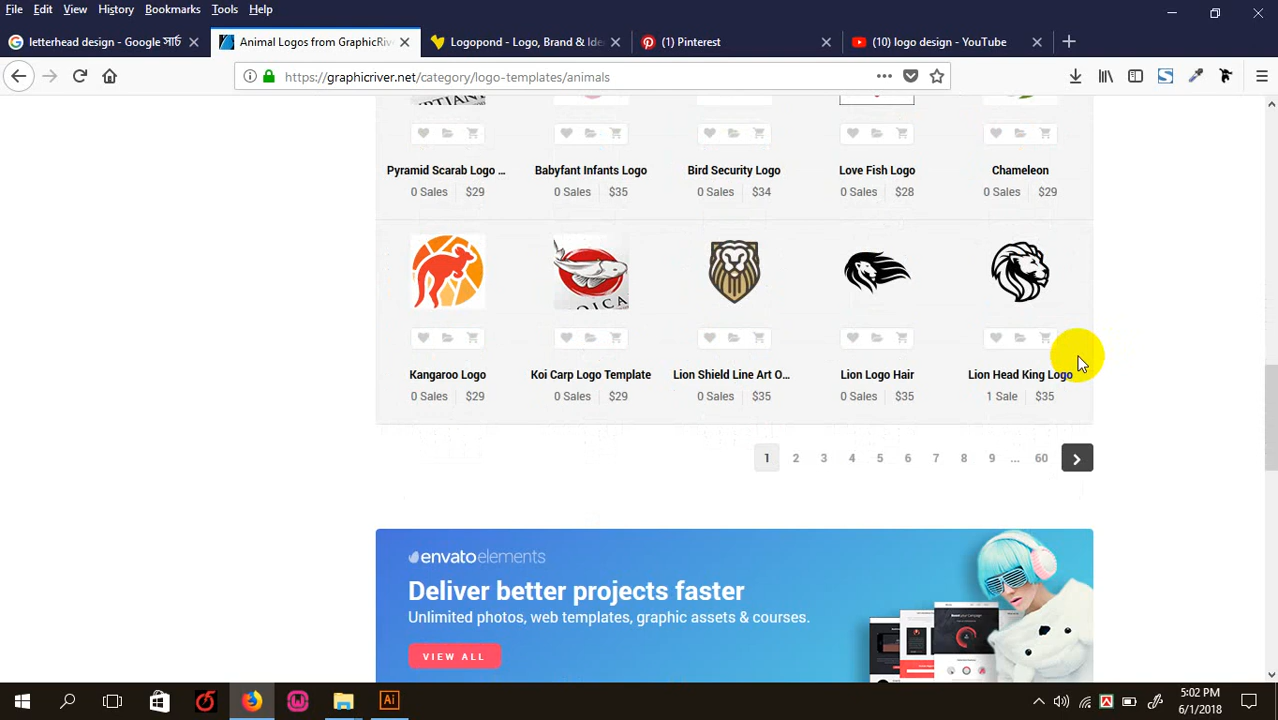 File Edit View History Bookmarks Tools Help
letterhead design - Google সার্চ
Animal Logos from GraphicRive
Logopond - Logo, Brand & Ide
(1) Pinterest
(10) logo design - YouTube
https://graphicriver.net/category/logo-templates/animals
Pyramid Scarab Logo ...
Babyfant Infants Logo
Bird Security Logo
Love Fish Logo
Chameleon
0 Sales $29
0 Sales $35
0 Sales $34
0 Sales $28
0 Sales $29
Kangaroo Logo
Koi Carp Logo Template
Lion Shield Line Art O...
Lion Logo Hair
Lion Head King Logo
0 Sales $29
0 Sales $29
0 Sales $35
0 Sales $35
1 Sale $35
1 2 3 4 5 6 7 8 9 ... 60
envatoelements
Deliver better projects faster
Unlimited photos, web templates, graphic assets & courses.
VIEW ALL
Ai
5:02 PM
6/1/2018